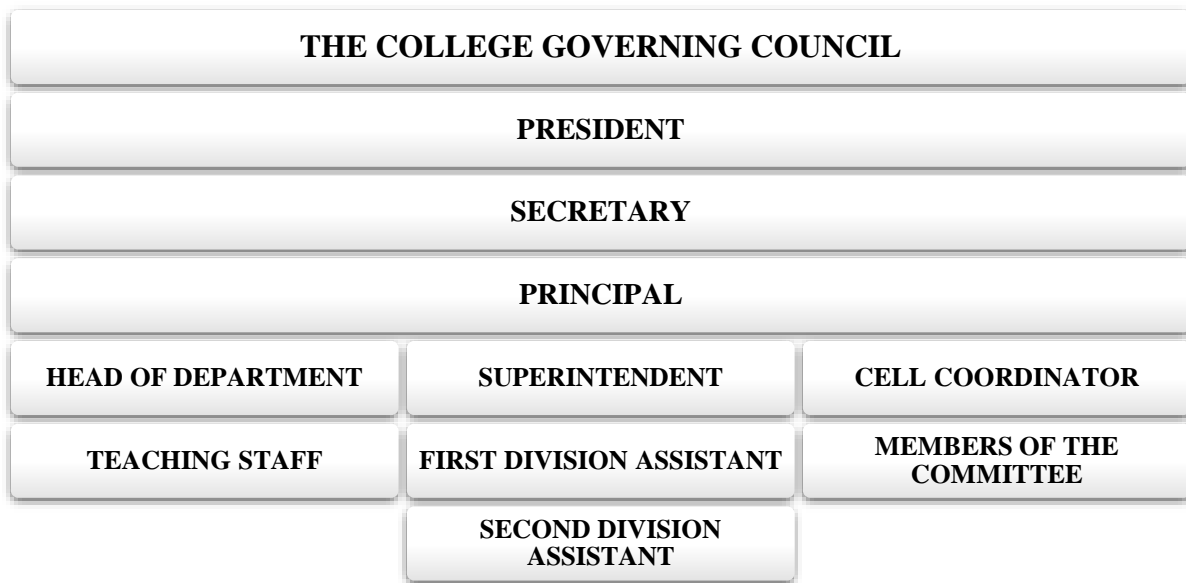 THE COLLEGE GOVERNING COUNCIL
PRESIDENT
SECRETARY
PRINCIPAL
HEAD OF DEPARTMENT
SUPERINTENDENT
CELL COORDINATOR
TEACHING STAFF
FIRST DIVISION ASSISTANT
MEMBERS OF THE
COMMITTEE
SECOND DIVISION
ASSISTANT